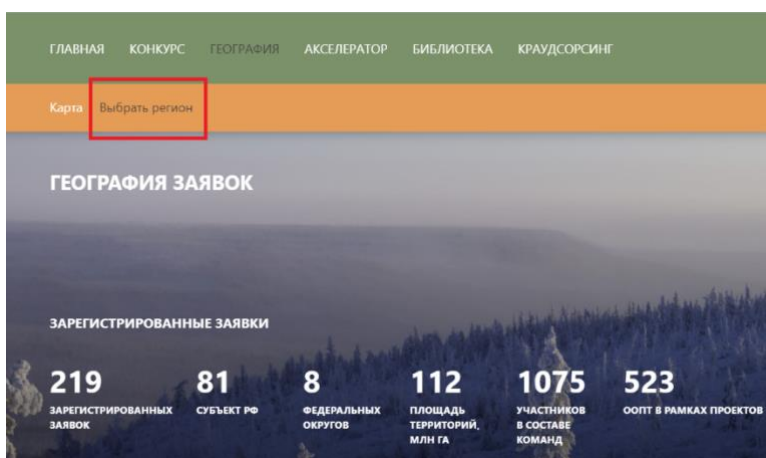 ГЛАВНАЯ КОНКУРС ГЕОГРАФИЯ АКСЕЛЕРАТОР БИБЛИОТЕКА КРАУДСОРСИНГ
Карта Выбрать регион
ГЕОГРАФИЯ ЗАЯВОК
ЗАРЕГИСТРИРОВАННЫЕ ЗАЯВКИ
219
ЗАРЕГИСТРИРОВАННЫХ
ЗАЯВОК
81
СУБЪЕКТ РФ
8
ФЕДЕРАЛЬНЫХ
ОКРУГОВ
112
ПЛОЩАДЬ
ТЕРРИТОРИЙ,
МЛН ГА
1075
УЧАСТНИКОВ
В СОСТАВЕ
КОМАНД
523
ООПТ В РАМКАХ ПРОЕКТОВ